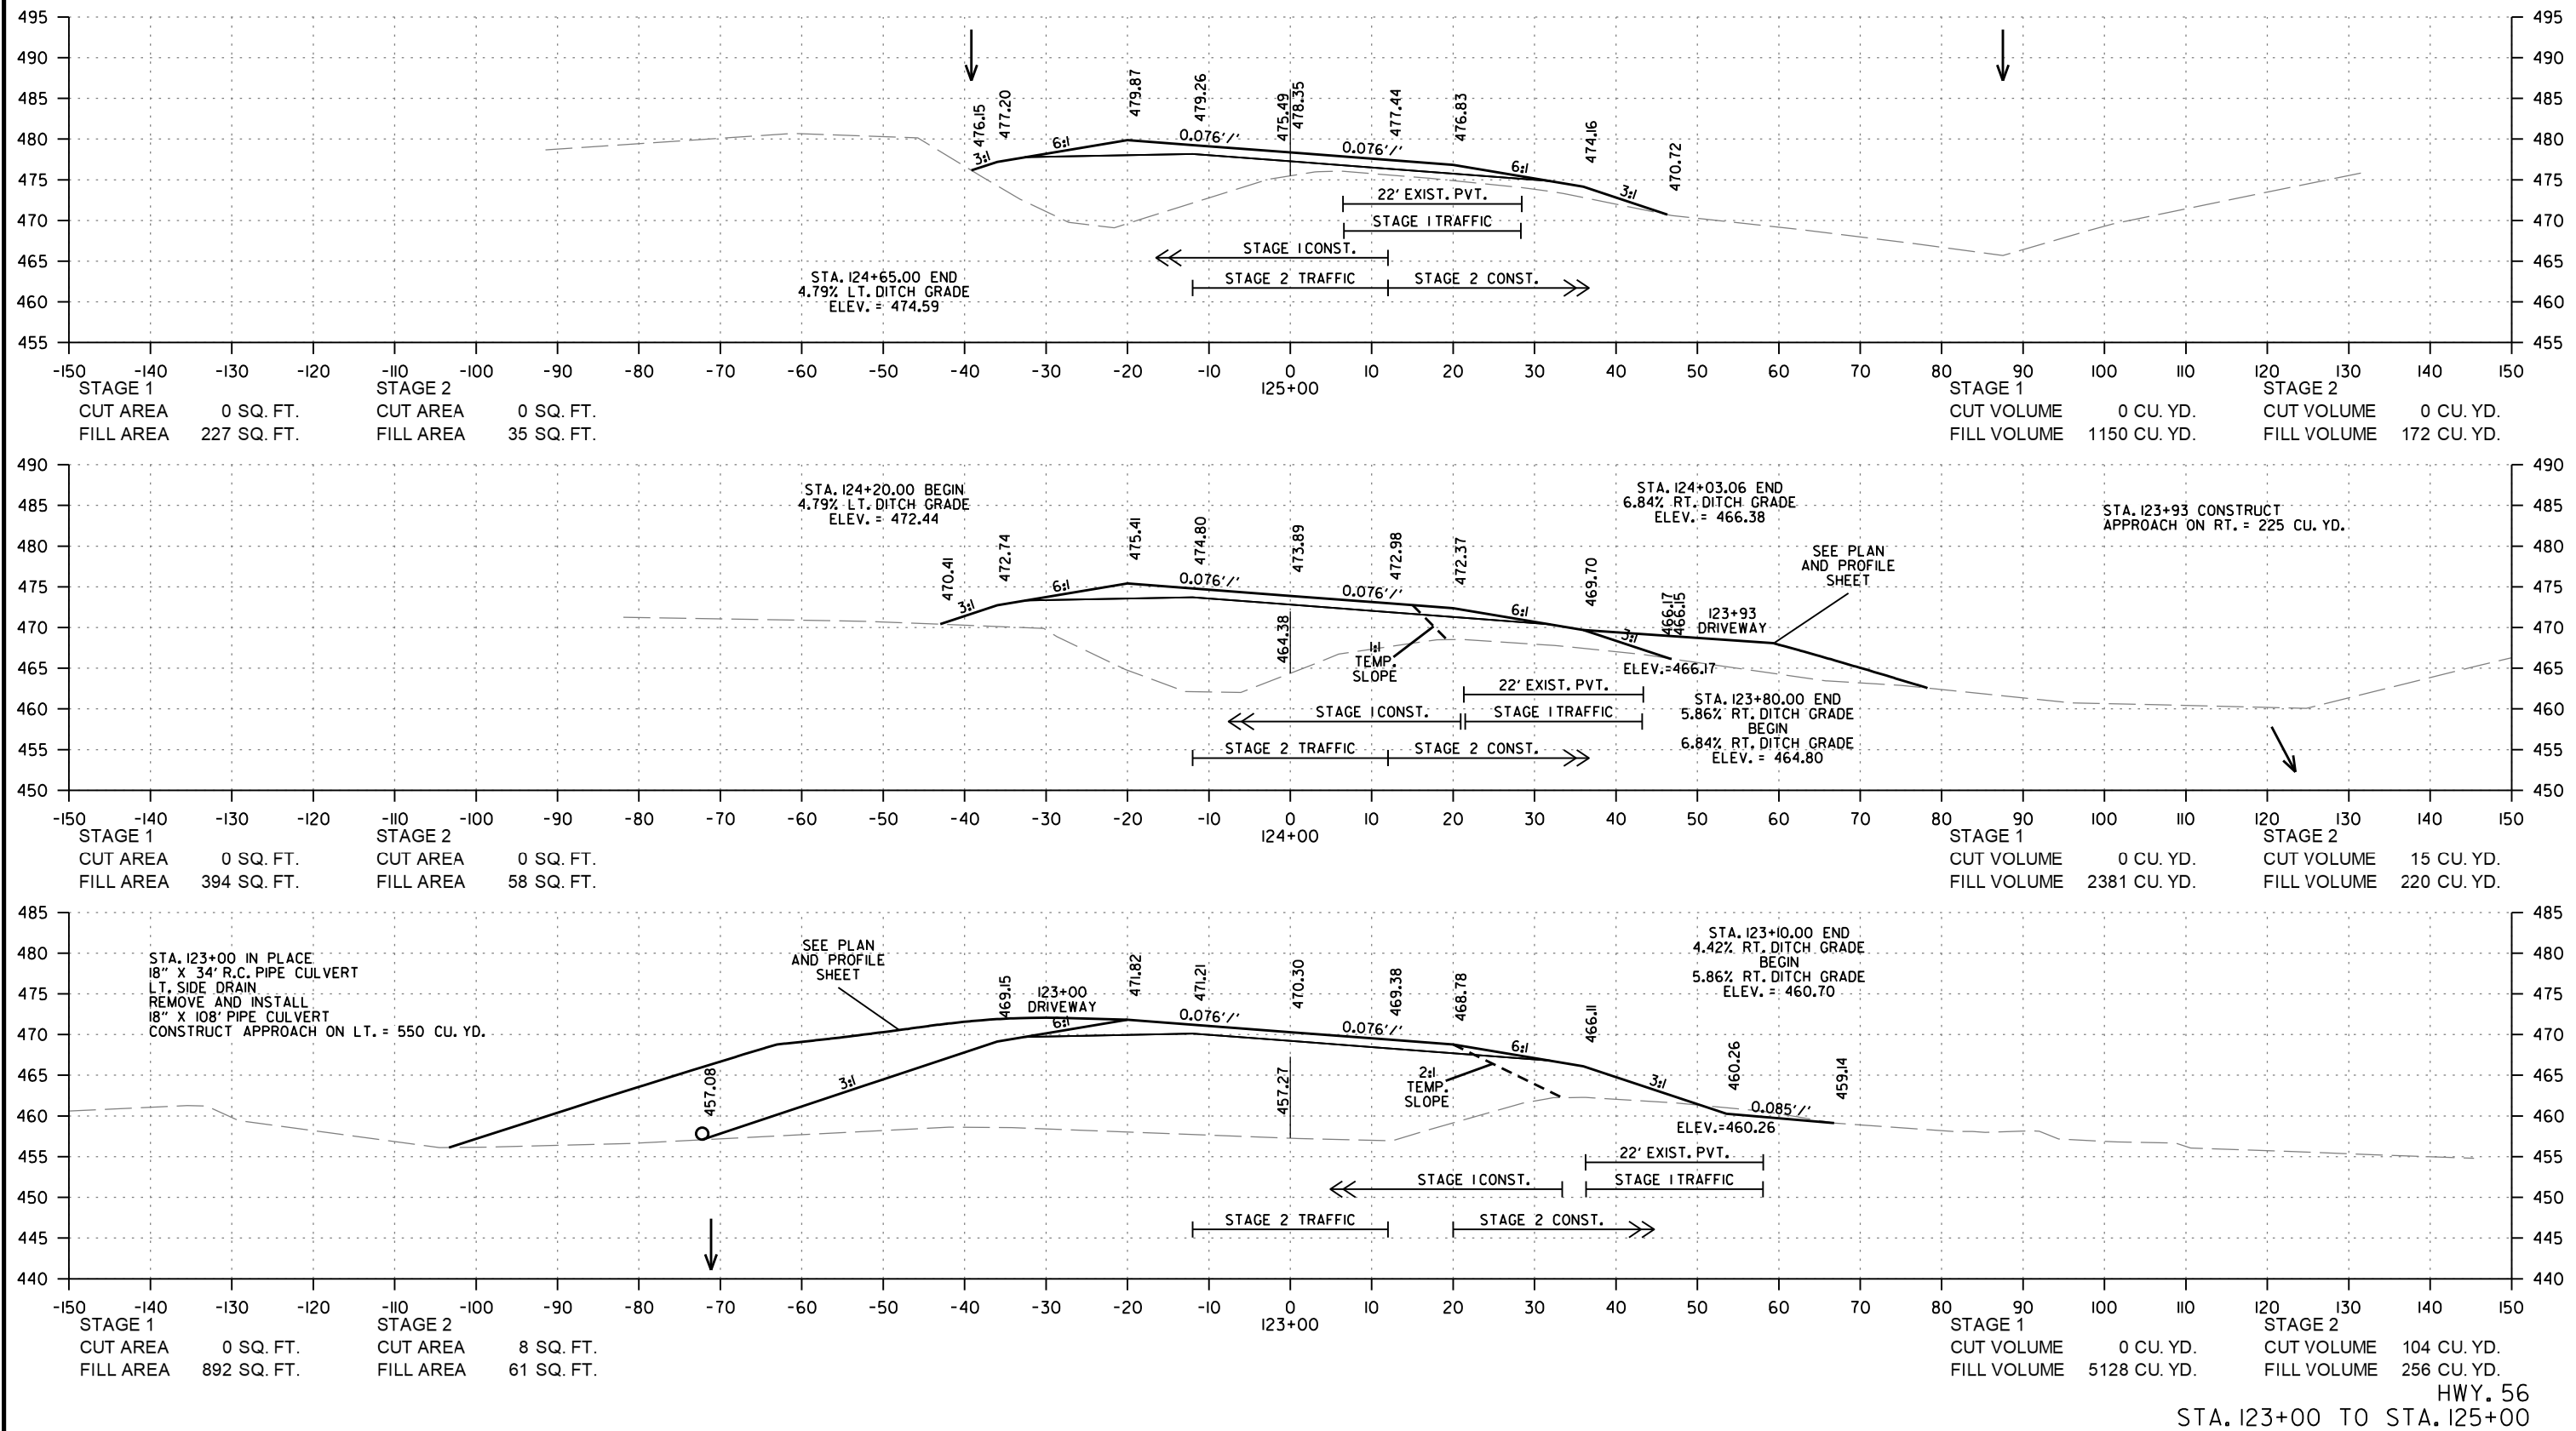 495 495
490 490
485 485
480 480
475 475
470 470
465 465
460 460
455 455
476.15
477.20
479.87
479.26
475.49
478.35
477.44
476.83
474.16
470.72
3:1
6:1
0.076'/'
0.076'/'
6:1
3:1
22' EXIST. PVT.
STAGE 1 TRAFFIC
STAGE 1 CONST.
STAGE 2 TRAFFIC
STAGE 2 CONST.
STA. 124+65.00 END
4.79% LT. DITCH GRADE
ELEV. = 474.59
-150 -140 -130 -120 -110 -100 -90 -80 -70 -60 -50 -40 -30 -20 -10 0 10 20 30 40 50 60 70 80 90 100 110 120 130 140 150
125+00
STAGE 1
CUT AREA 0 SQ. FT.
FILL AREA 227 SQ. FT.
STAGE 2
CUT AREA 0 SQ. FT.
FILL AREA 35 SQ. FT.
STAGE 1
CUT VOLUME 0 CU. YD.
FILL VOLUME 1150 CU. YD.
STAGE 2
CUT VOLUME 0 CU. YD.
FILL VOLUME 172 CU. YD.
490 490
485 485
480 480
475 475
470 470
465 465
460 460
455 455
450 450
STA. 124+20.00 BEGIN
4.79% LT. DITCH GRADE
ELEV. = 472.44
470.41
472.74
475.41
474.80
473.89
464.38
472.98
472.37
469.70
466.17
466.15
3:1
6:1
0.076'/'
0.076'/'
6:1
3:1
STA. 124+03.06 END
6.84% RT. DITCH GRADE
ELEV. = 466.38
STA. 123+93 CONSTRUCT
APPROACH ON RT. = 225 CU. YD.
SEE PLAN
AND PROFILE
SHEET
123+93
DRIVEWAY
1:1
TEMP.
SLOPE
ELEV.=466.17
22' EXIST. PVT.
STAGE 1 CONST.
STAGE 1 TRAFFIC
STAGE 2 TRAFFIC
STAGE 2 CONST.
STA. 123+80.00 END
5.86% RT. DITCH GRADE
BEGIN
6.84% RT. DITCH GRADE
ELEV. = 464.80
-150 -140 -130 -120 -110 -100 -90 -80 -70 -60 -50 -40 -30 -20 -10 0 10 20 30 40 50 60 70 80 90 100 110 120 130 140 150
124+00
STAGE 1
CUT AREA 0 SQ. FT.
FILL AREA 394 SQ. FT.
STAGE 2
CUT AREA 0 SQ. FT.
FILL AREA 58 SQ. FT.
STAGE 1
CUT VOLUME 0 CU. YD.
FILL VOLUME 2381 CU. YD.
STAGE 2
CUT VOLUME 15 CU. YD.
FILL VOLUME 220 CU. YD.
485 485
480 480
475 475
470 470
465 465
460 460
455 455
450 450
445 445
440 440
STA. 123+00 IN PLACE
18" X 34' R.C. PIPE CULVERT
LT. SIDE DRAIN
REMOVE AND INSTALL
18" X 108' PIPE CULVERT
CONSTRUCT APPROACH ON LT. = 550 CU. YD.
SEE PLAN
AND PROFILE
SHEET
457.08
469.15
123+00
DRIVEWAY
471.82
471.21
470.30
457.27
469.38
468.78
466.11
460.26
459.14
3:1
6:1
0.076'/'
0.076'/'
6:1
3:1
0.085'/'
2:1
TEMP.
SLOPE
ELEV.=460.26
STA. 123+10.00 END
4.42% RT. DITCH GRADE
BEGIN
5.86% RT. DITCH GRADE
ELEV. = 460.70
22' EXIST. PVT.
STAGE 1 CONST.
STAGE 1 TRAFFIC
STAGE 2 TRAFFIC
STAGE 2 CONST.
-150 -140 -130 -120 -110 -100 -90 -80 -70 -60 -50 -40 -30 -20 -10 0 10 20 30 40 50 60 70 80 90 100 110 120 130 140 150
123+00
STAGE 1
CUT AREA 0 SQ. FT.
FILL AREA 892 SQ. FT.
STAGE 2
CUT AREA 8 SQ. FT.
FILL AREA 61 SQ. FT.
STAGE 1
CUT VOLUME 0 CU. YD.
FILL VOLUME 5128 CU. YD.
STAGE 2
CUT VOLUME 104 CU. YD.
FILL VOLUME 256 CU. YD.
HWY. 56
STA. 123+00 TO STA. 125+00